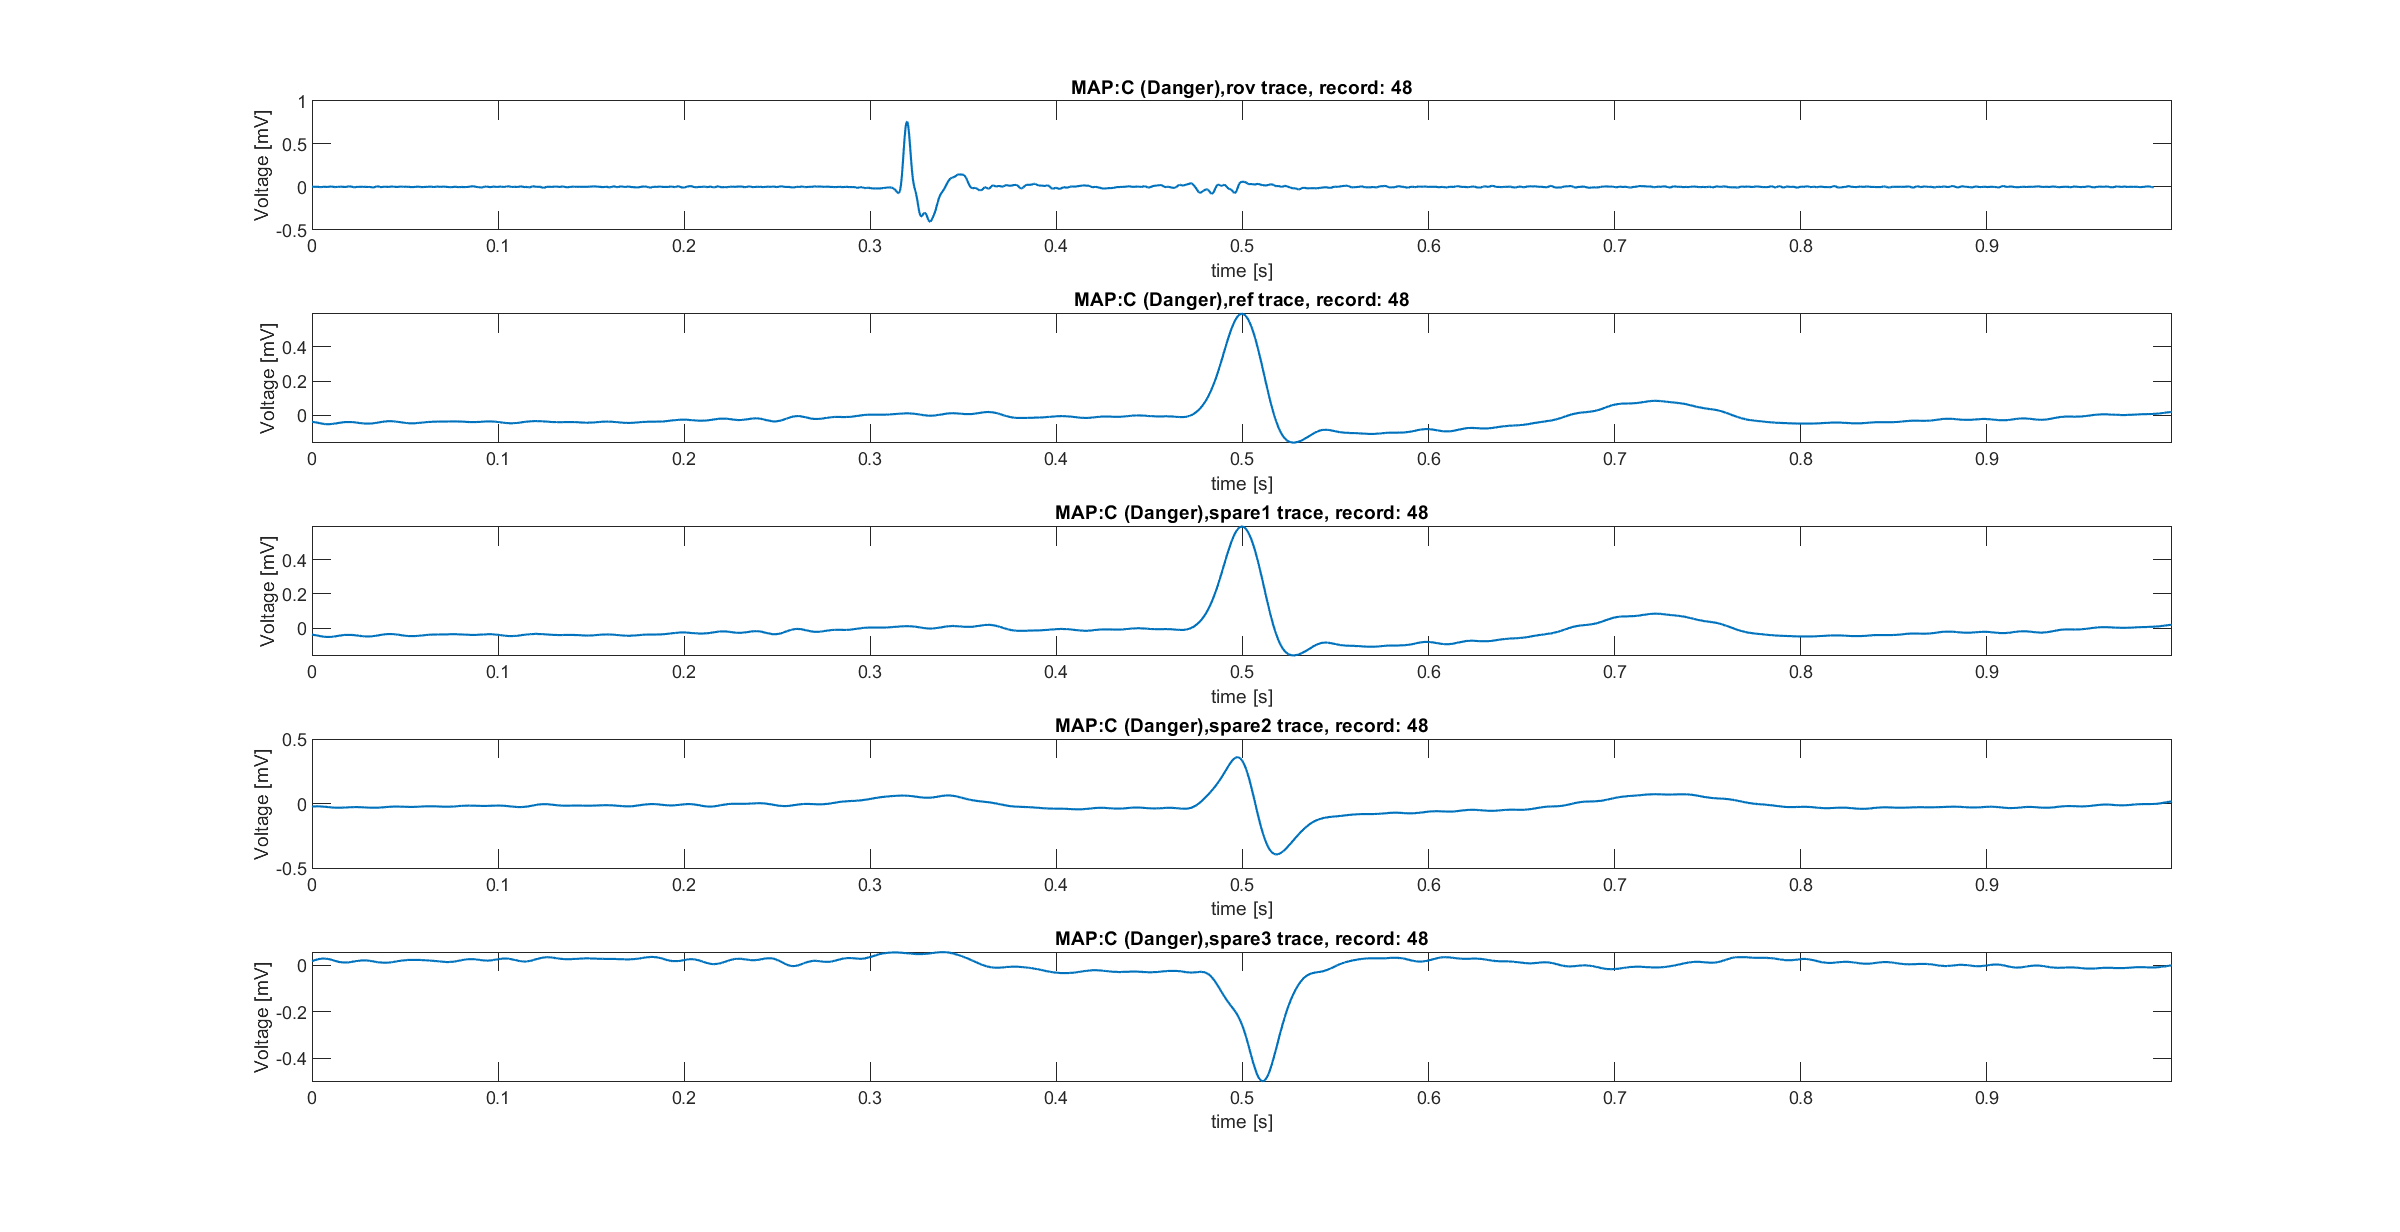 MAP:C (Danger),rov trace, record: 48
Voltage [mV]
1
0.5
0
-0.5
0 0.1 0.2 0.3 0.4 0.5 0.6 0.7 0.8 0.9
time [s]
MAP:C (Danger),ref trace, record: 48
Voltage [mV]
0.4
0.2
0
0 0.1 0.2 0.3 0.4 0.5 0.6 0.7 0.8 0.9
time [s]
MAP:C (Danger),spare1 trace, record: 48
Voltage [mV]
0.4
0.2
0
0 0.1 0.2 0.3 0.4 0.5 0.6 0.7 0.8 0.9
time [s]
MAP:C (Danger),spare2 trace, record: 48
Voltage [mV]
0.5
0
-0.5
0 0.1 0.2 0.3 0.4 0.5 0.6 0.7 0.8 0.9
time [s]
MAP:C (Danger),spare3 trace, record: 48
Voltage [mV]
0
-0.2
-0.4
0 0.1 0.2 0.3 0.4 0.5 0.6 0.7 0.8 0.9
time [s]